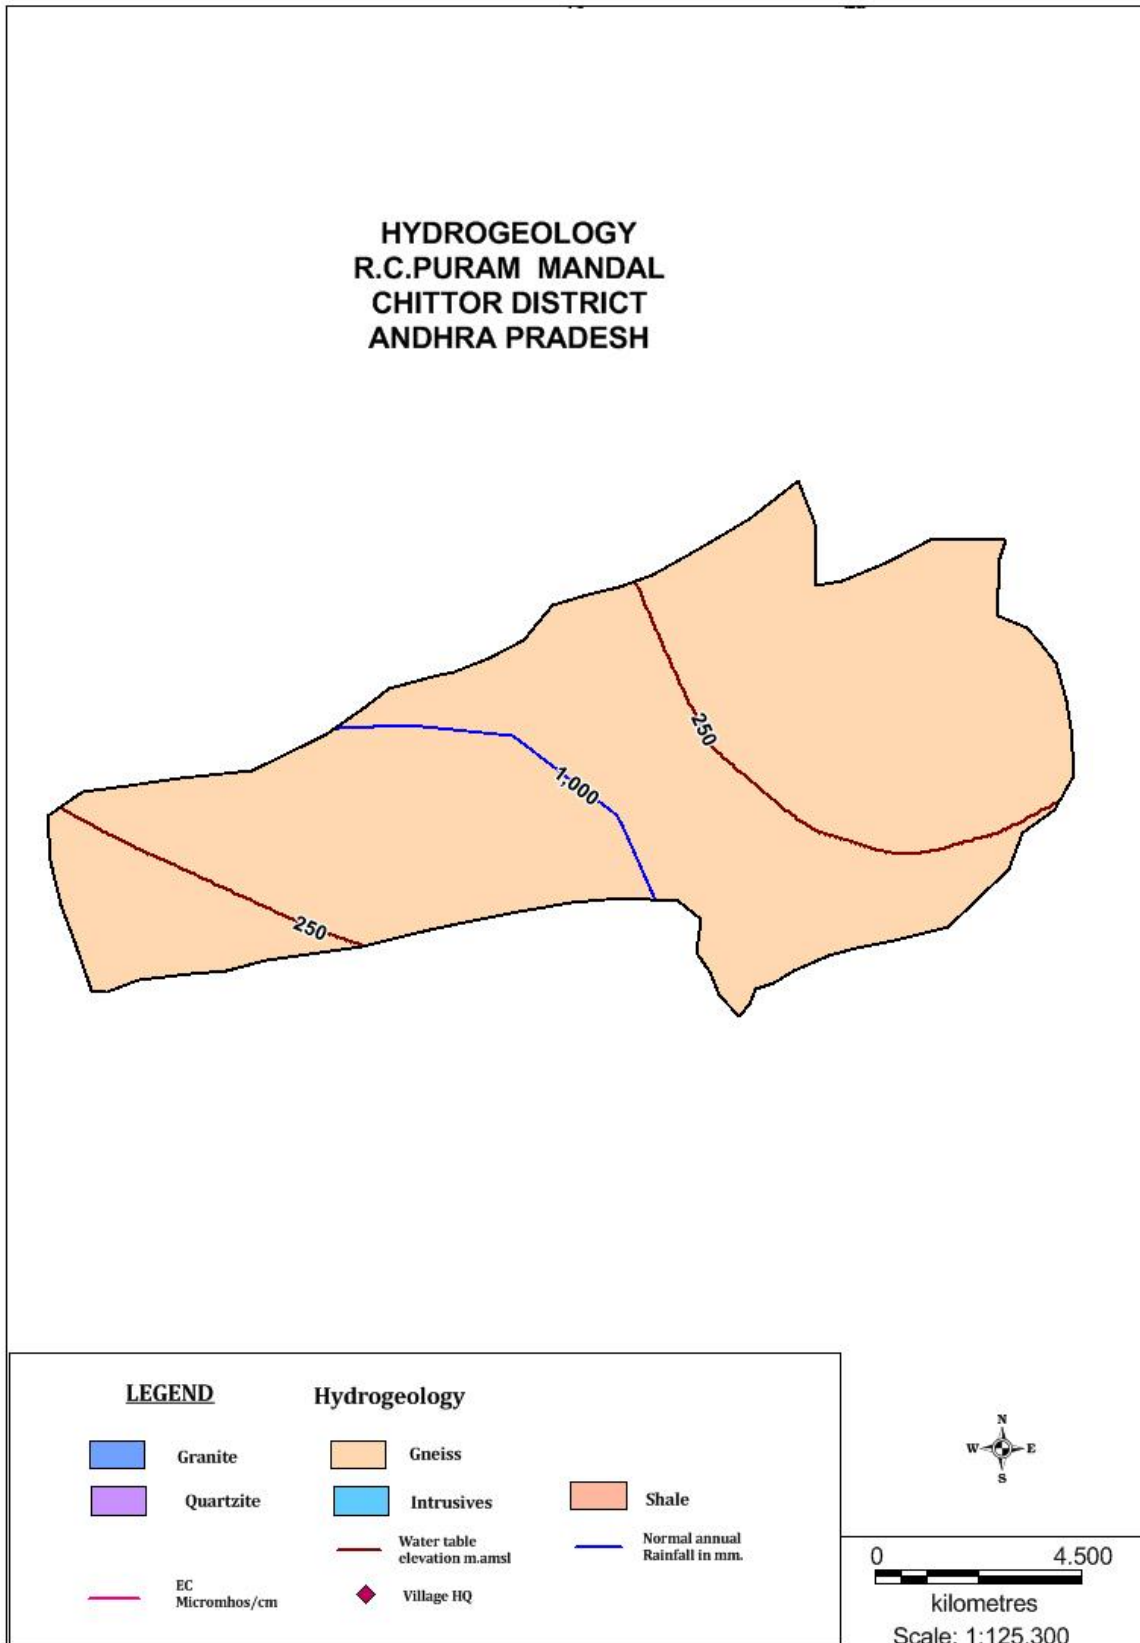 HYDROGEOLOGY
R.C.PURAM MANDAL
CHITTOR DISTRICT
ANDHRA PRADESH
250
1,000
250
LEGEND
Hydrogeology
Granite
Gneiss
Quartzite
Intrusives
Shale
Water table
elevation m.amsl
Normal annual
Rainfall in mm.
EC
Micromhos/cm
Village HQ
N
W E
S
0 4.500
kilometres
Scale: 1:125,300